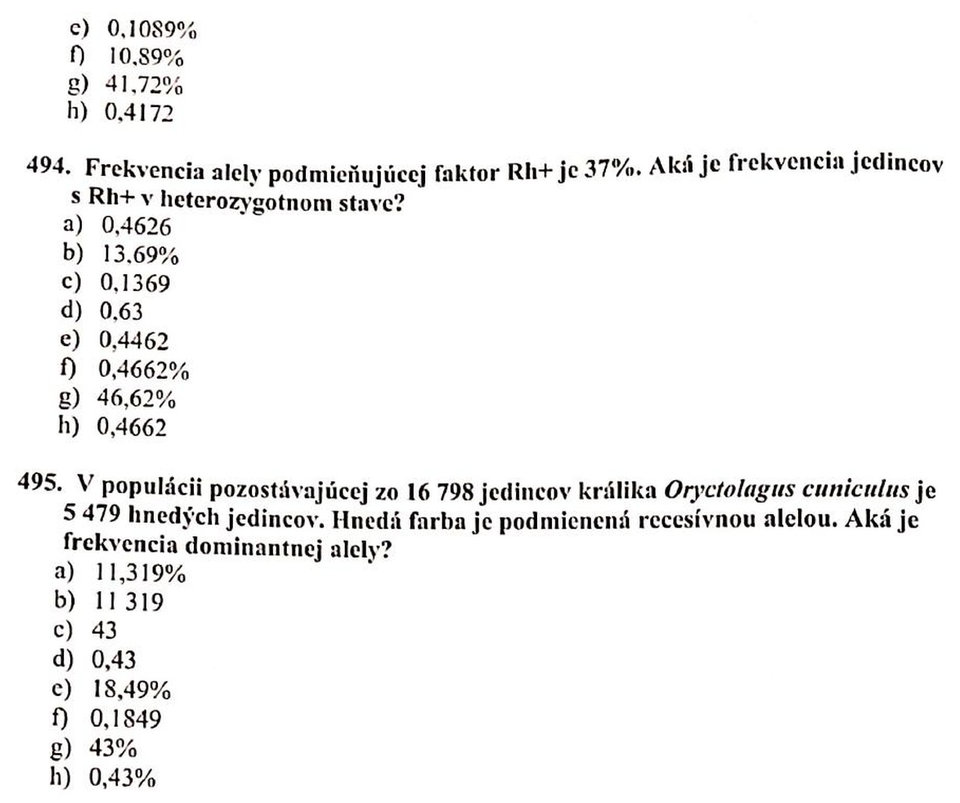 e) 0,1089%
f) 10,89%
g) 41,72%
h) 0,4172
494. Frekvencia alely podmieňujúcej faktor Rh+ je 37%. Aká je frekvencia jedincov
s Rh+ v heterozygotnom stave?
a) 0,4626
b) 13,69%
c) 0,1369
d) 0,63
e) 0,4462
f) 0,4662%
g) 46,62%
h) 0,4662
495. V populácii pozostávajúcej zo 16 798 jedincov králika Oryctolagus cuniculus je
5 479 hnedých jedincov. Hnedá farba je podmienená recesívnou alelou. Aká je
frekvencia dominantnej alely?
a) 11,319%
b) 11 319
c) 43
d) 0,43
e) 18,49%
f) 0,1849
g) 43%
h) 0,43%